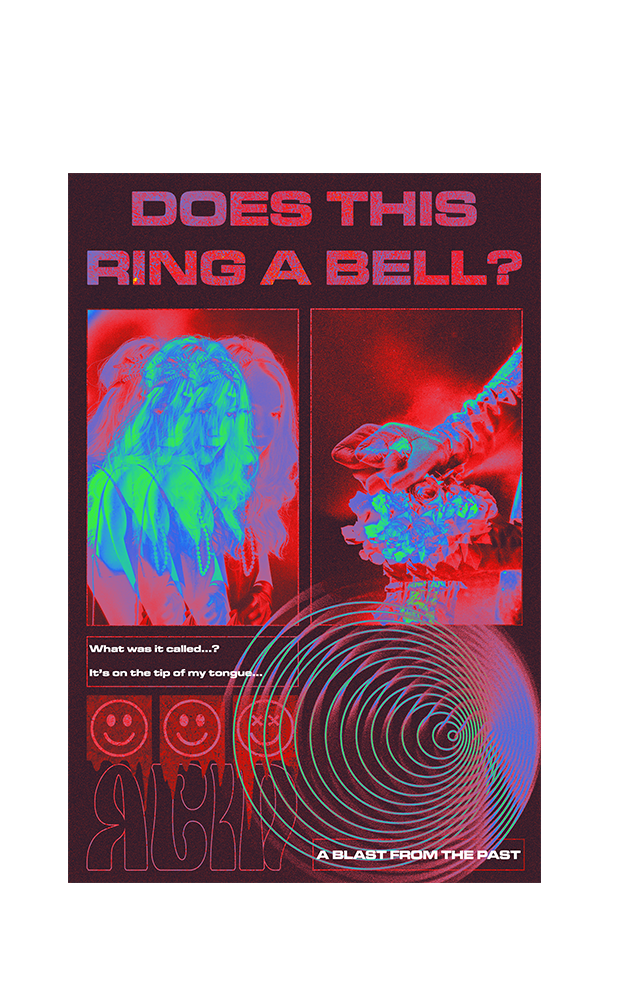 DOES THIS
RING A BELL?
What was it called...?
It's on the tip of my tongue...
A BLAST FROM THE PAST